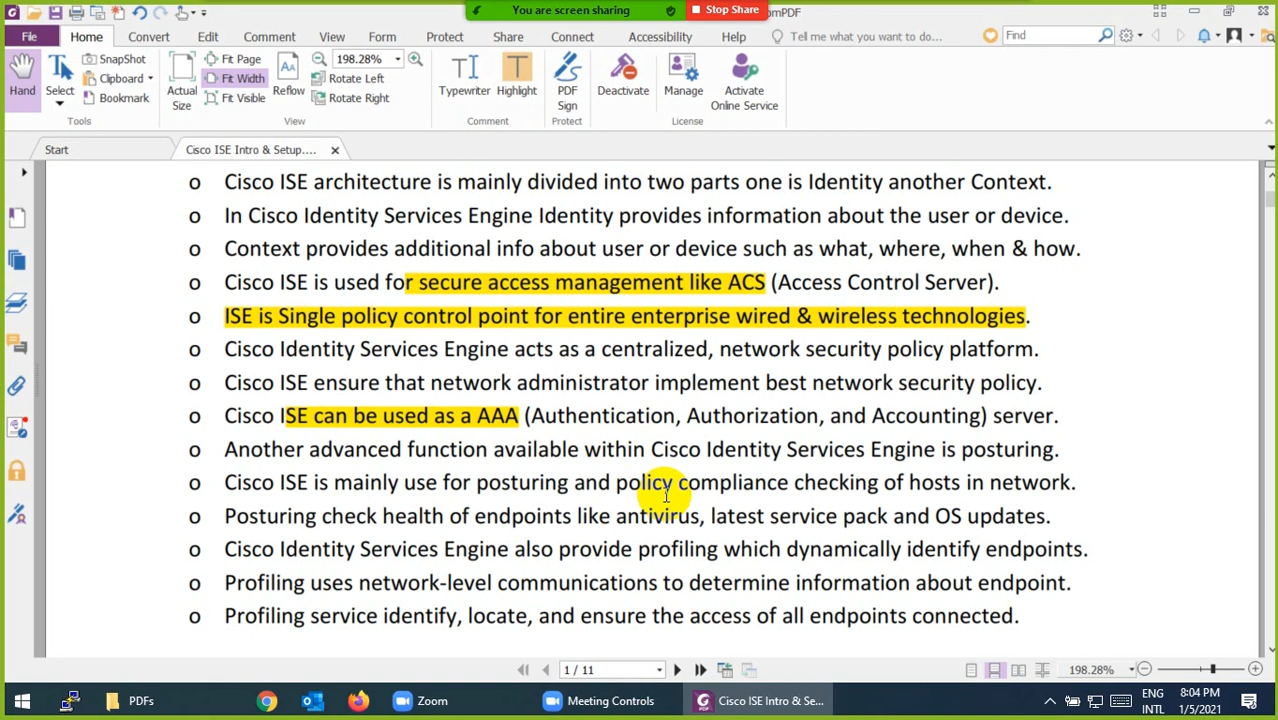 You are screen sharing
Stop Share
omPDF
File Home Convert Edit Comment View Form Protect Share Connect Accessibility Help Tell me what you want to do... Find
Hand
Select
SnapShot
Clipboard
Bookmark
Tools
Actual Size
Fit Page
Fit Width
Fit Visible
Reflow
198.28%
Rotate Left
Rotate Right
View
Typewriter
Highlight
Comment
PDF Sign
Protect
Deactivate
Manage
Activate Online Service
License
Start
Cisco ISE Intro & Setup....
o Cisco ISE architecture is mainly divided into two parts one is Identity another Context.
o In Cisco Identity Services Engine Identity provides information about the user or device.
o Context provides additional info about user or device such as what, where, when & how.
o Cisco ISE is used for secure access management like ACS (Access Control Server).
o ISE is Single policy control point for entire enterprise wired & wireless technologies.
o Cisco Identity Services Engine acts as a centralized, network security policy platform.
o Cisco ISE ensure that network administrator implement best network security policy.
o Cisco ISE can be used as a AAA (Authentication, Authorization, and Accounting) server.
o Another advanced function available within Cisco Identity Services Engine is posturing.
o Cisco ISE is mainly use for posturing and policy compliance checking of hosts in network.
o Posturing check health of endpoints like antivirus, latest service pack and OS updates.
o Cisco Identity Services Engine also provide profiling which dynamically identify endpoints.
o Profiling uses network-level communications to determine information about endpoint.
o Profiling service identify, locate, and ensure the access of all endpoints connected.
1 / 11
198.28%
PDFs
Zoom
Meeting Controls
Cisco ISE Intro & Se...
ENG
INTL
8:04 PM
1/5/2021